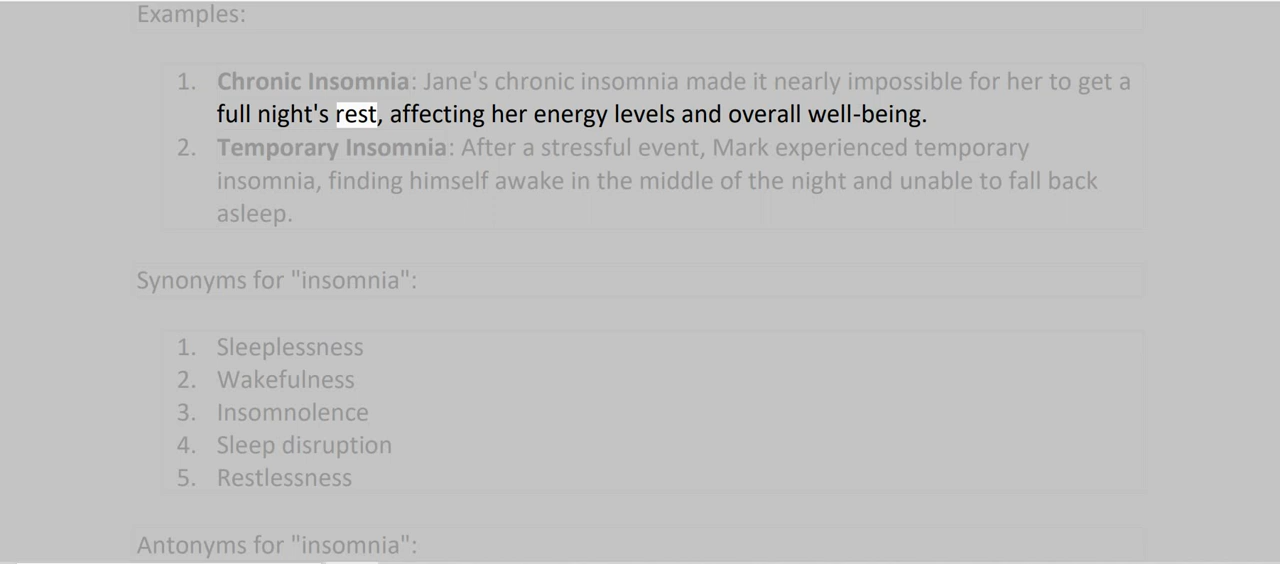 Examples:
1. Chronic Insomnia: Jane's chronic insomnia made it nearly impossible for her to get a
full night's rest, affecting her energy levels and overall well-being.
2. Temporary Insomnia: After a stressful event, Mark experienced temporary
insomnia, finding himself awake in the middle of the night and unable to fall back
asleep.
Synonyms for "insomnia":
1. Sleeplessness
2. Wakefulness
3. Insomnolence
4. Sleep disruption
5. Restlessness
Antonyms for "insomnia":